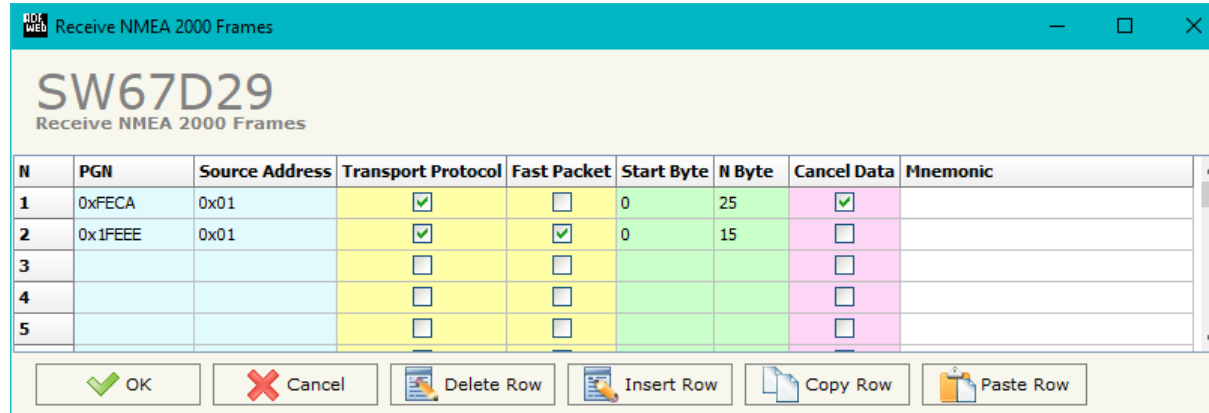 ADF
WEB Receive NMEA 2000 Frames
SW67D29
Receive NMEA 2000 Frames
N PGN Source Address Transport Protocol Fast Packet Start Byte N Byte Cancel Data Mnemonic
1 0xFECA 0x01 0 25
2 0x1FEEE 0x01 0 15
3
4
5
OK Cancel Delete Row Insert Row Copy Row Paste Row